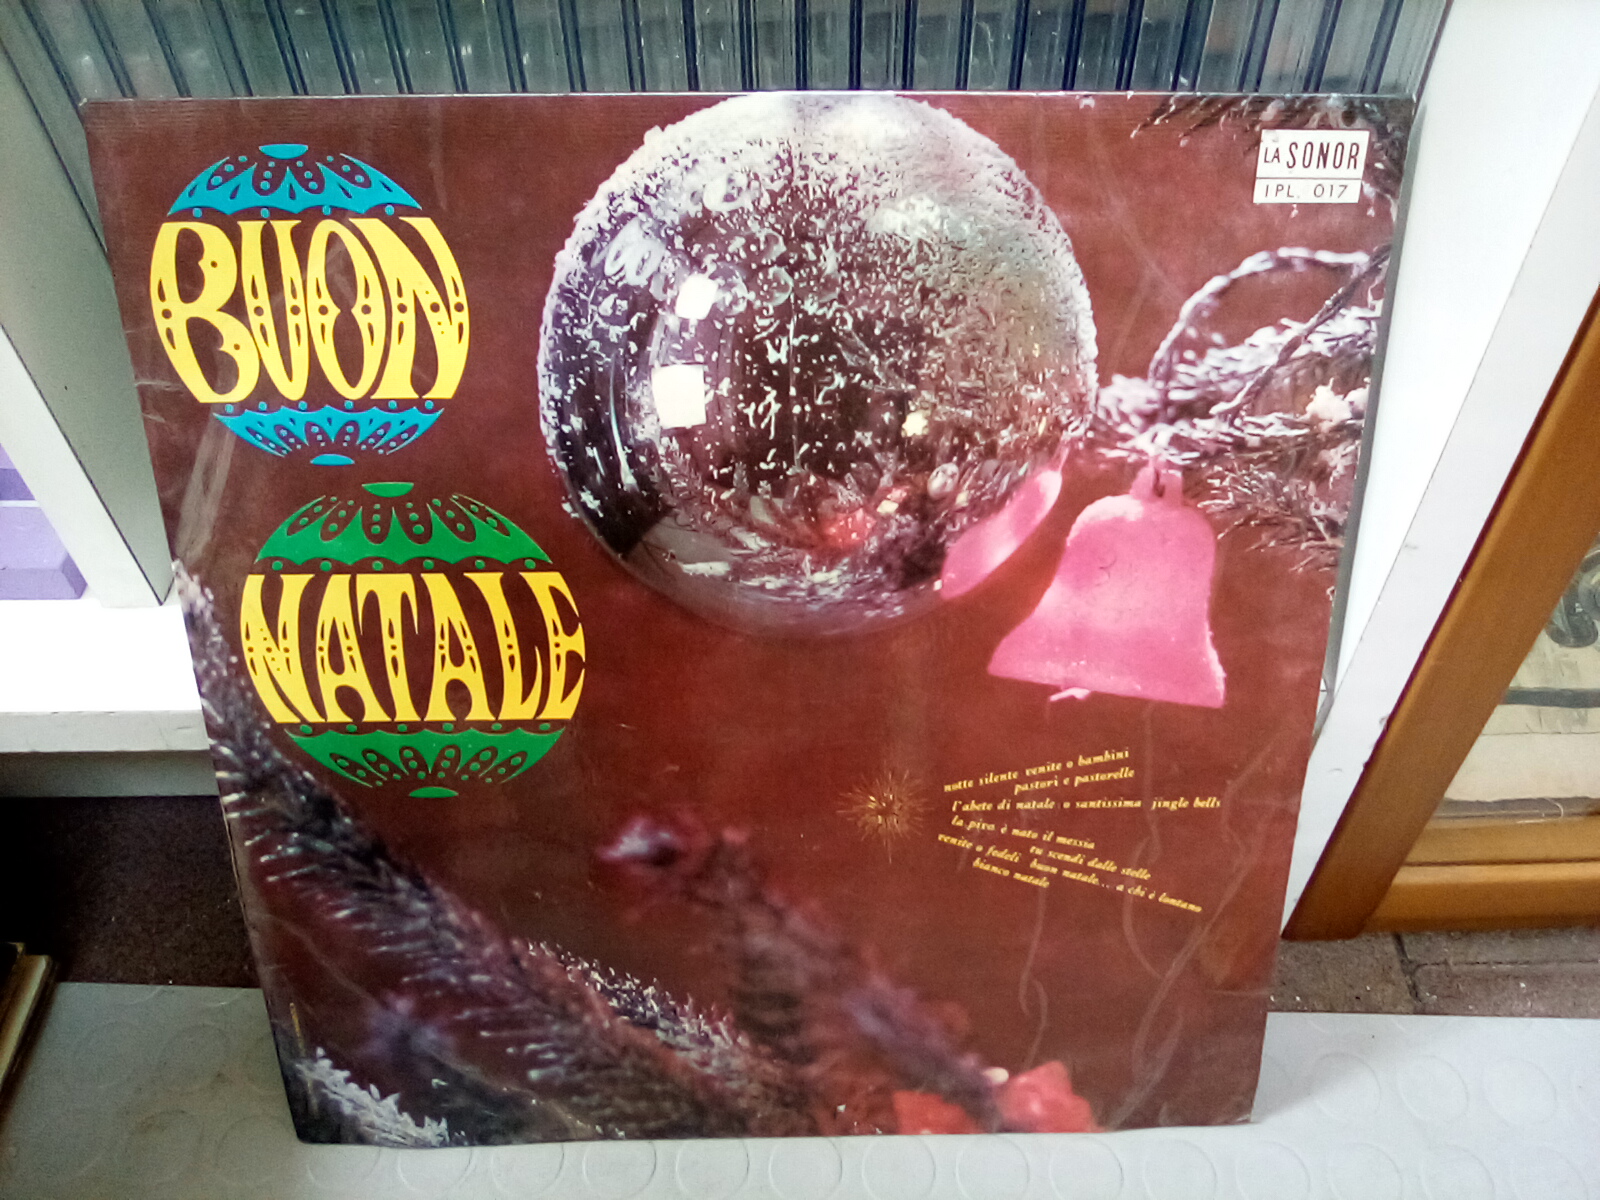 BUON
NATALE
LA SONOR
IPL. 017
notte silente venite o bambini
pastori e pastorelle
l'abete di natale o santissima jingle bells
la piva è nato il messia
tu scendi dalle stelle
venite o fedeli buon natale... a chi è lontano
bianco natale